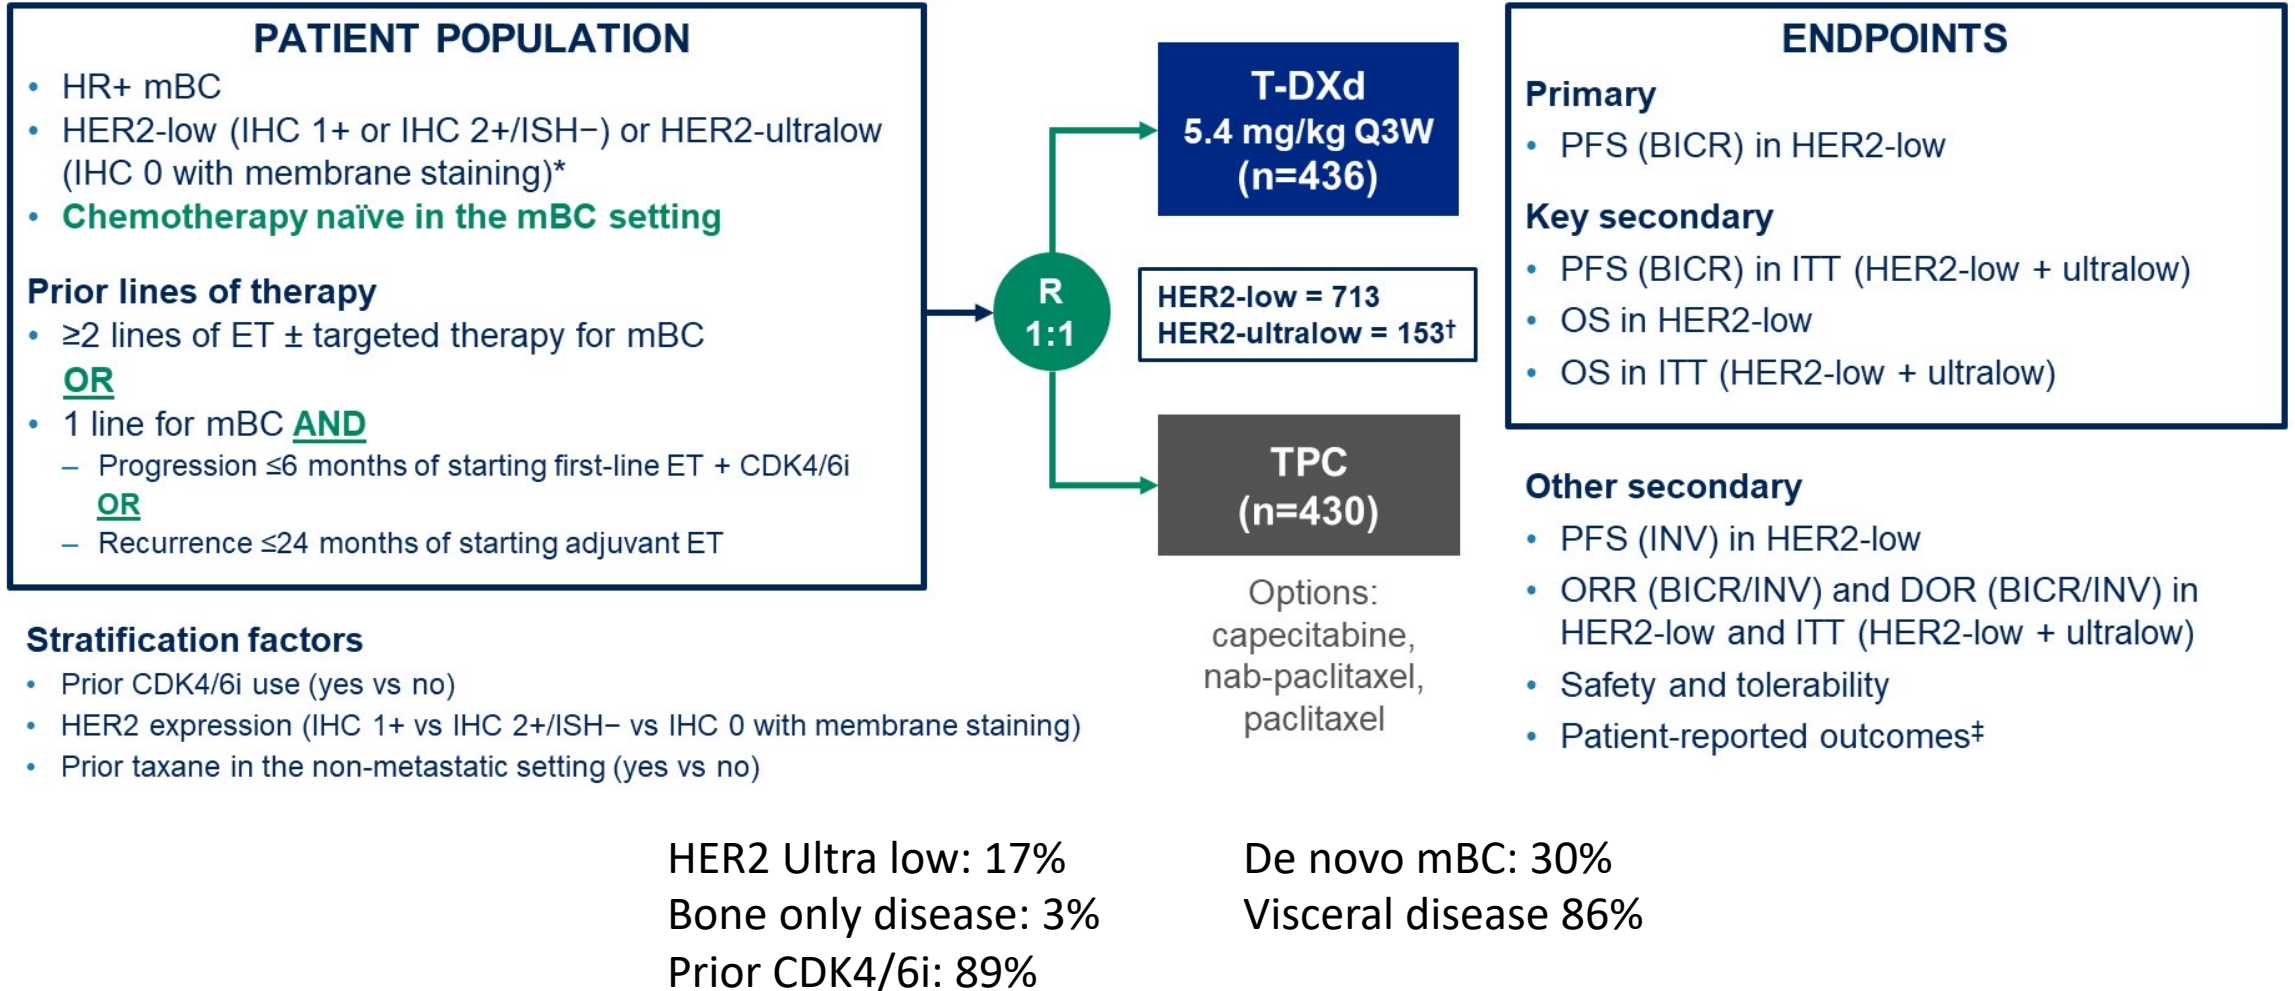 PATIENT POPULATION
• HR+ mBC
• HER2-low (IHC 1+ or IHC 2+/ISH−) or HER2-ultralow
(IHC 0 with membrane staining)*
• Chemotherapy naïve in the mBC setting
Prior lines of therapy
• ≥2 lines of ET ± targeted therapy for mBC
OR
• 1 line for mBC AND
– Progression ≤6 months of starting first-line ET + CDK4/6i
OR
– Recurrence ≤24 months of starting adjuvant ET
Stratification factors
• Prior CDK4/6i use (yes vs no)
• HER2 expression (IHC 1+ vs IHC 2+/ISH− vs IHC 0 with membrane staining)
• Prior taxane in the non-metastatic setting (yes vs no)
R
1:1
T-DXd
5.4 mg/kg Q3W
(n=436)
HER2-low = 713
HER2-ultralow = 153†
TPC
(n=430)
Options:
capecitabine,
nab-paclitaxel,
paclitaxel
ENDPOINTS
Primary
• PFS (BICR) in HER2-low
Key secondary
• PFS (BICR) in ITT (HER2-low + ultralow)
• OS in HER2-low
• OS in ITT (HER2-low + ultralow)
Other secondary
• PFS (INV) in HER2-low
• ORR (BICR/INV) and DOR (BICR/INV) in
HER2-low and ITT (HER2-low + ultralow)
• Safety and tolerability
• Patient-reported outcomes‡
HER2 Ultra low: 17%
Bone only disease: 3%
Prior CDK4/6i: 89%
De novo mBC: 30%
Visceral disease 86%